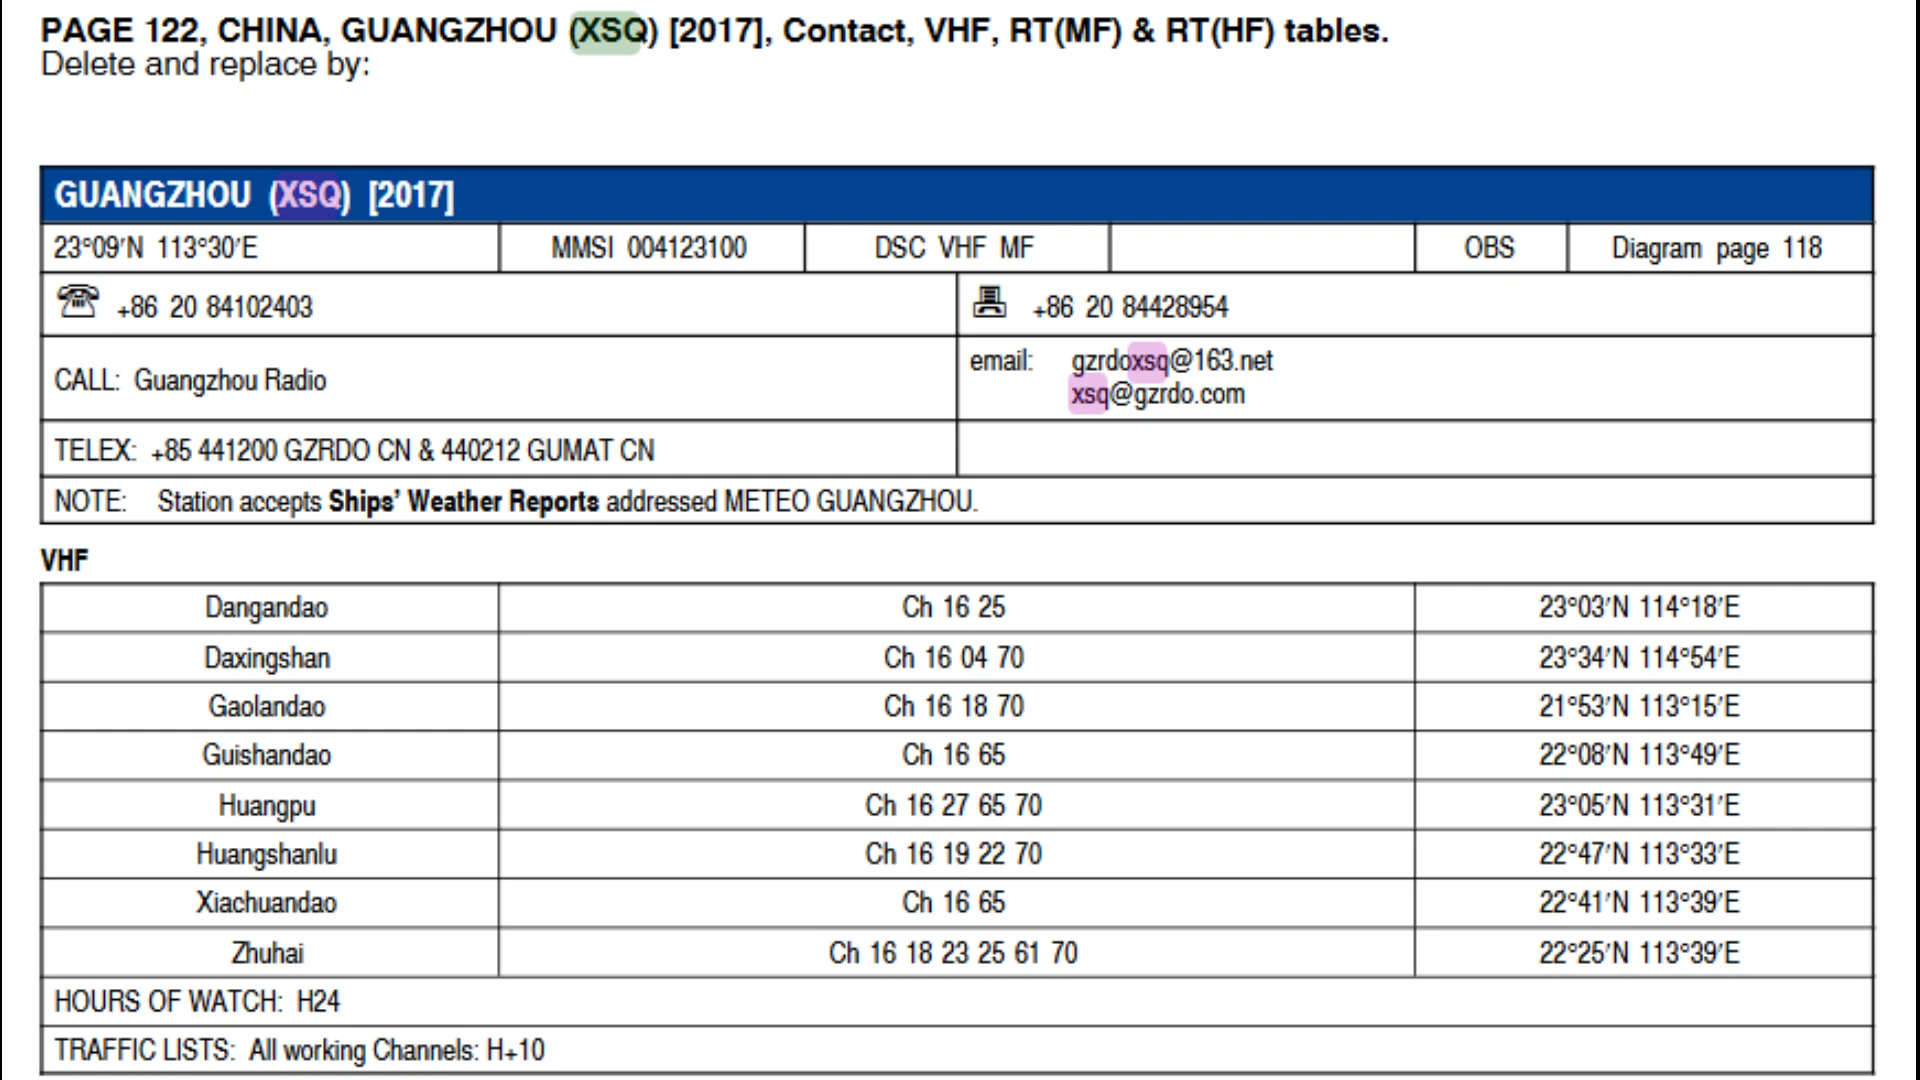 PAGE 122, CHINA, GUANGZHOU (XSQ) [2017], Contact, VHF, RT(MF) & RT(HF) tables.
Delete and replace by:
GUANGZHOU (XSQ) [2017]
23°09′N 113°30′E MMSI 004123100 DSC VHF MF OBS Diagram page 118
+86 20 84102403 +86 20 84428954
CALL: Guangzhou Radio email: gzrdoxsq@163.net
xsq@gzrdo.com
TELEX: +85 441200 GZRDO CN & 440212 GUMAT CN
NOTE: Station accepts Ships’ Weather Reports addressed METEO GUANGZHOU.
VHF
Dangandao Ch 16 25 23°03′N 114°18′E
Daxingshan Ch 16 04 70 23°34′N 114°54′E
Gaolandao Ch 16 18 70 21°53′N 113°15′E
Guishandao Ch 16 65 22°08′N 113°49′E
Huangpu Ch 16 27 65 70 23°05′N 113°31′E
Huangshanlu Ch 16 19 22 70 22°47′N 113°33′E
Xiachuandao Ch 16 65 22°41′N 113°39′E
Zhuhai Ch 16 18 23 25 61 70 22°25′N 113°39′E
HOURS OF WATCH: H24
TRAFFIC LISTS: All working Channels: H+10